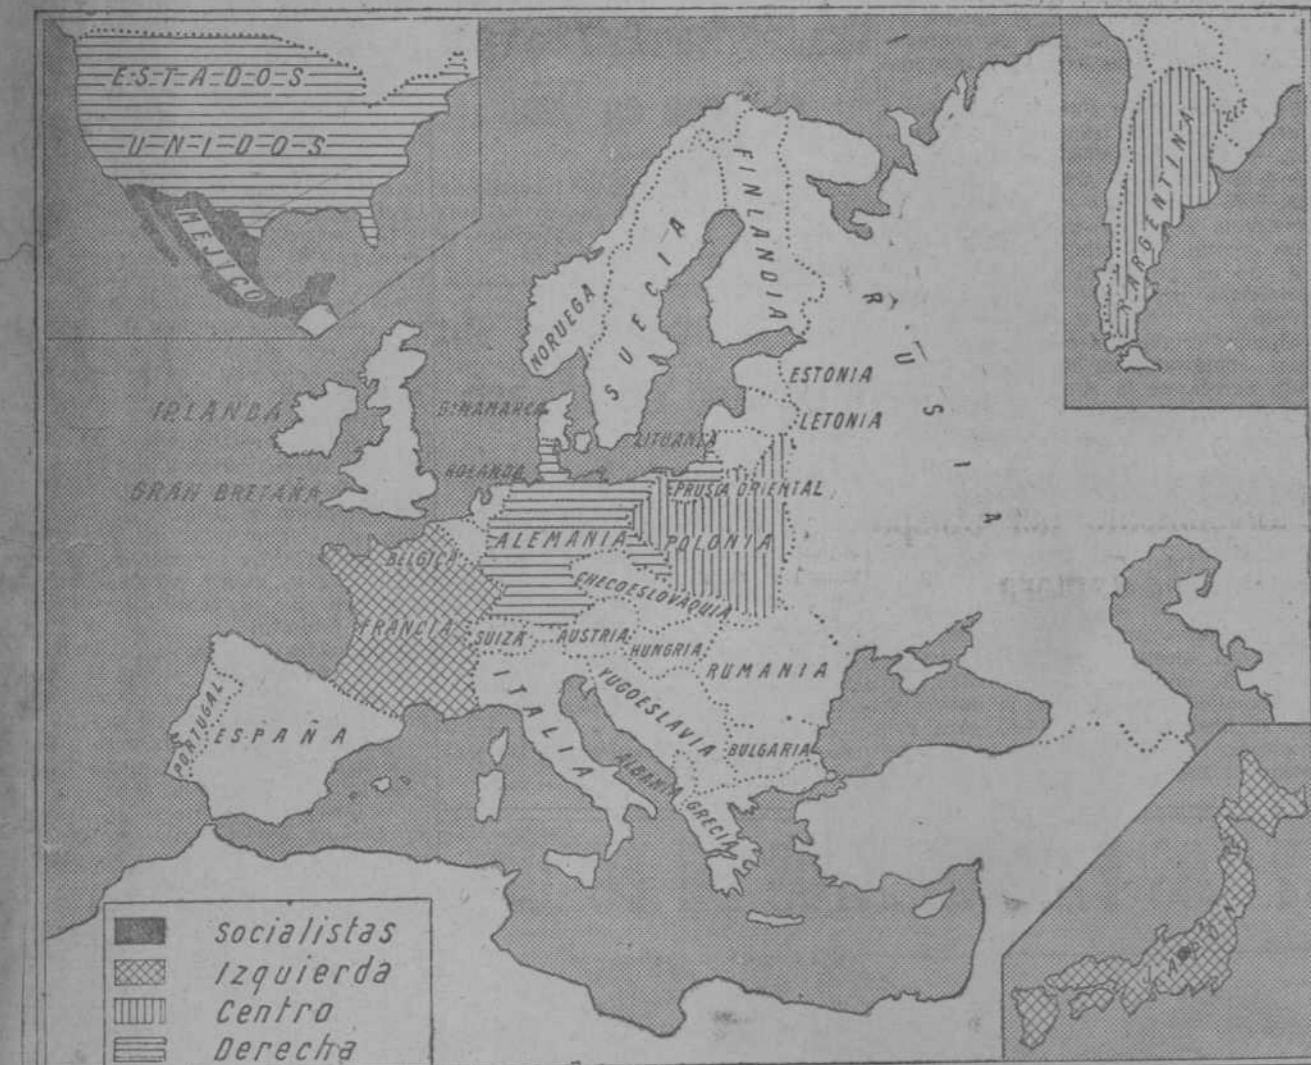 ESTADOS
UNIDOS
MEJICO
ARGENTINA
FINLANDIA
SUECIA
NORUEGA
RUSIA
ESTONIA
LETONIA
IRLANDA
DINAMARCA
LITUANIA
HOLANDA
GRAN BRETAÑA
PRUSIA ORIENTAL
ALEMANIA
POLONIA
BELGICA
CHECOESLOVAQUIA
FRANCIA
SUIZA
AUSTRIA
HUNGRIA
RUMANIA
ITALIA
YUGOESLAVIA
PORTUGAL
ESPAÑA
BULGARIA
ALBANIA
GRECIA
JAPON
Socialistas
Izquierda
Centro
Derecha